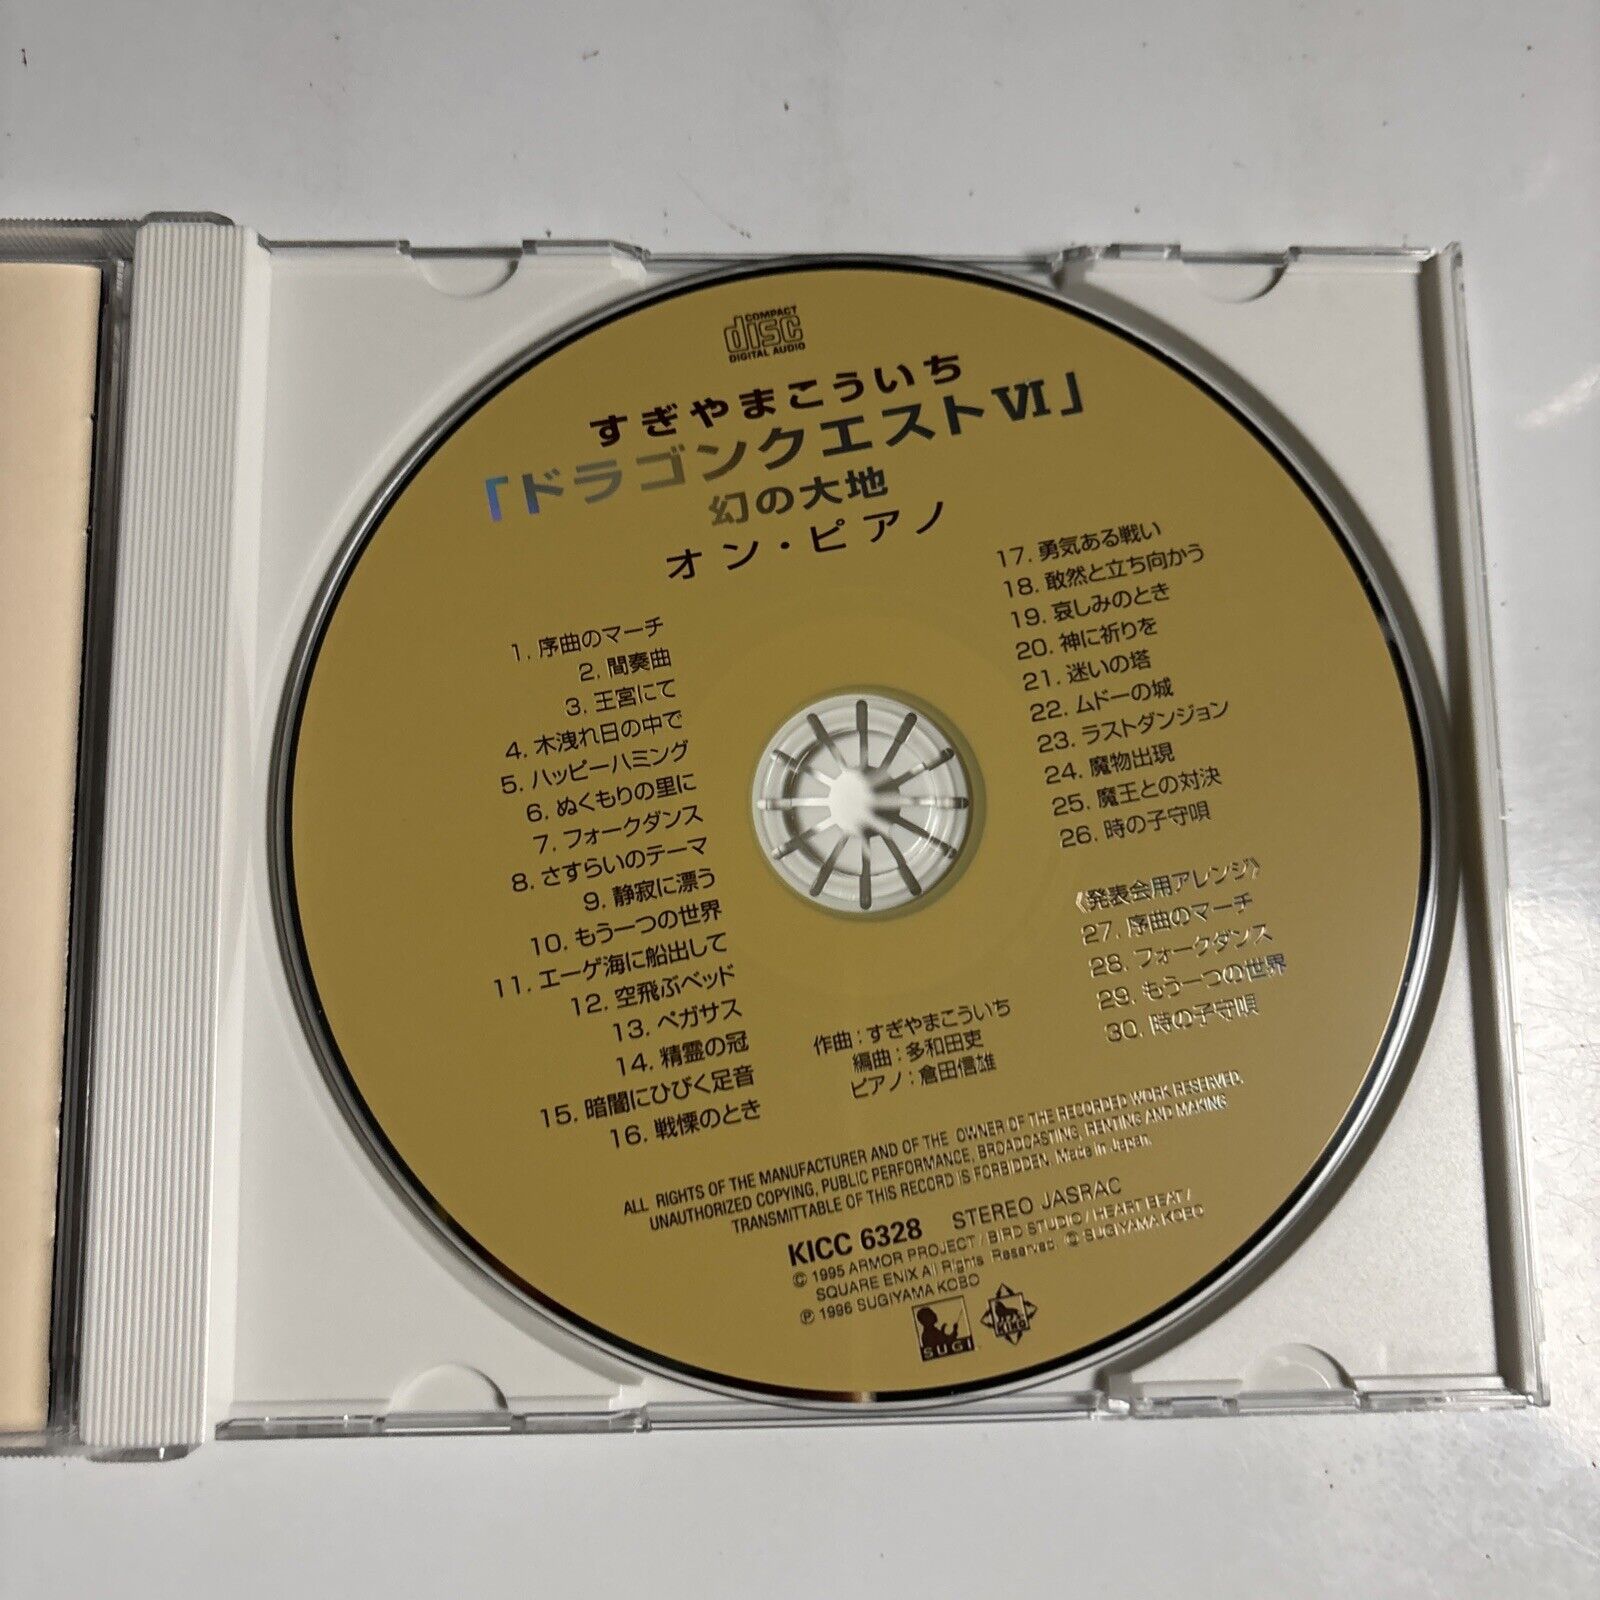 COMPACT
disc
DIGITAL AUDIO
すぎやまこういち
「ドラゴンクエストⅥ」
幻の大地
オン・ピアノ
1. 序曲のマーチ
2. 間奏曲
3. 王宮にて
4. 木洩れ日の中で
5. ハッピーハミング
6. ぬくもりの里に
7. フォークダンス
8. さすらいのテーマ
9. 静寂に漂う
10. もう一つの世界
11. エーゲ海に船出して
12. 空飛ぶベッド
13. ペガサス
14. 精霊の冠
15. 暗闇にひびく足音
16. 戦慄のとき
17. 勇気ある戦い
18. 敢然と立ち向かう
19. 哀しみのとき
20. 神に祈りを
21. 迷いの塔
22. ムドーの城
23. ラストダンジョン
24. 魔物出現
25. 魔王との対決
26. 時の子守唄
《発表会用アレンジ》
27. 序曲のマーチ
28. フォークダンス
29. もう一つの世界
30. 時の子守唄
作曲：すぎやまこういち
編曲：多和田吏
ピアノ：倉田信雄
ALL RIGHTS OF THE MANUFACTURER AND OF THE OWNER OF THE RECORDED WORK RESERVED.
UNAUTHORIZED COPYING, PUBLIC PERFORMANCE, BROADCASTING, RENTING AND MAKING
TRANSMITTABLE OF THIS RECORD IS FORBIDDEN. Made in Japan.
KICC 6328 STEREO JASRAC
© 1995 ARMOR PROJECT / BIRD STUDIO / HEART BEAT /
SQUARE ENIX All Rights Reserved. © SUGIYAMA KOBO
℗ 1996 SUGIYAMA KOBO
SUGI
KING